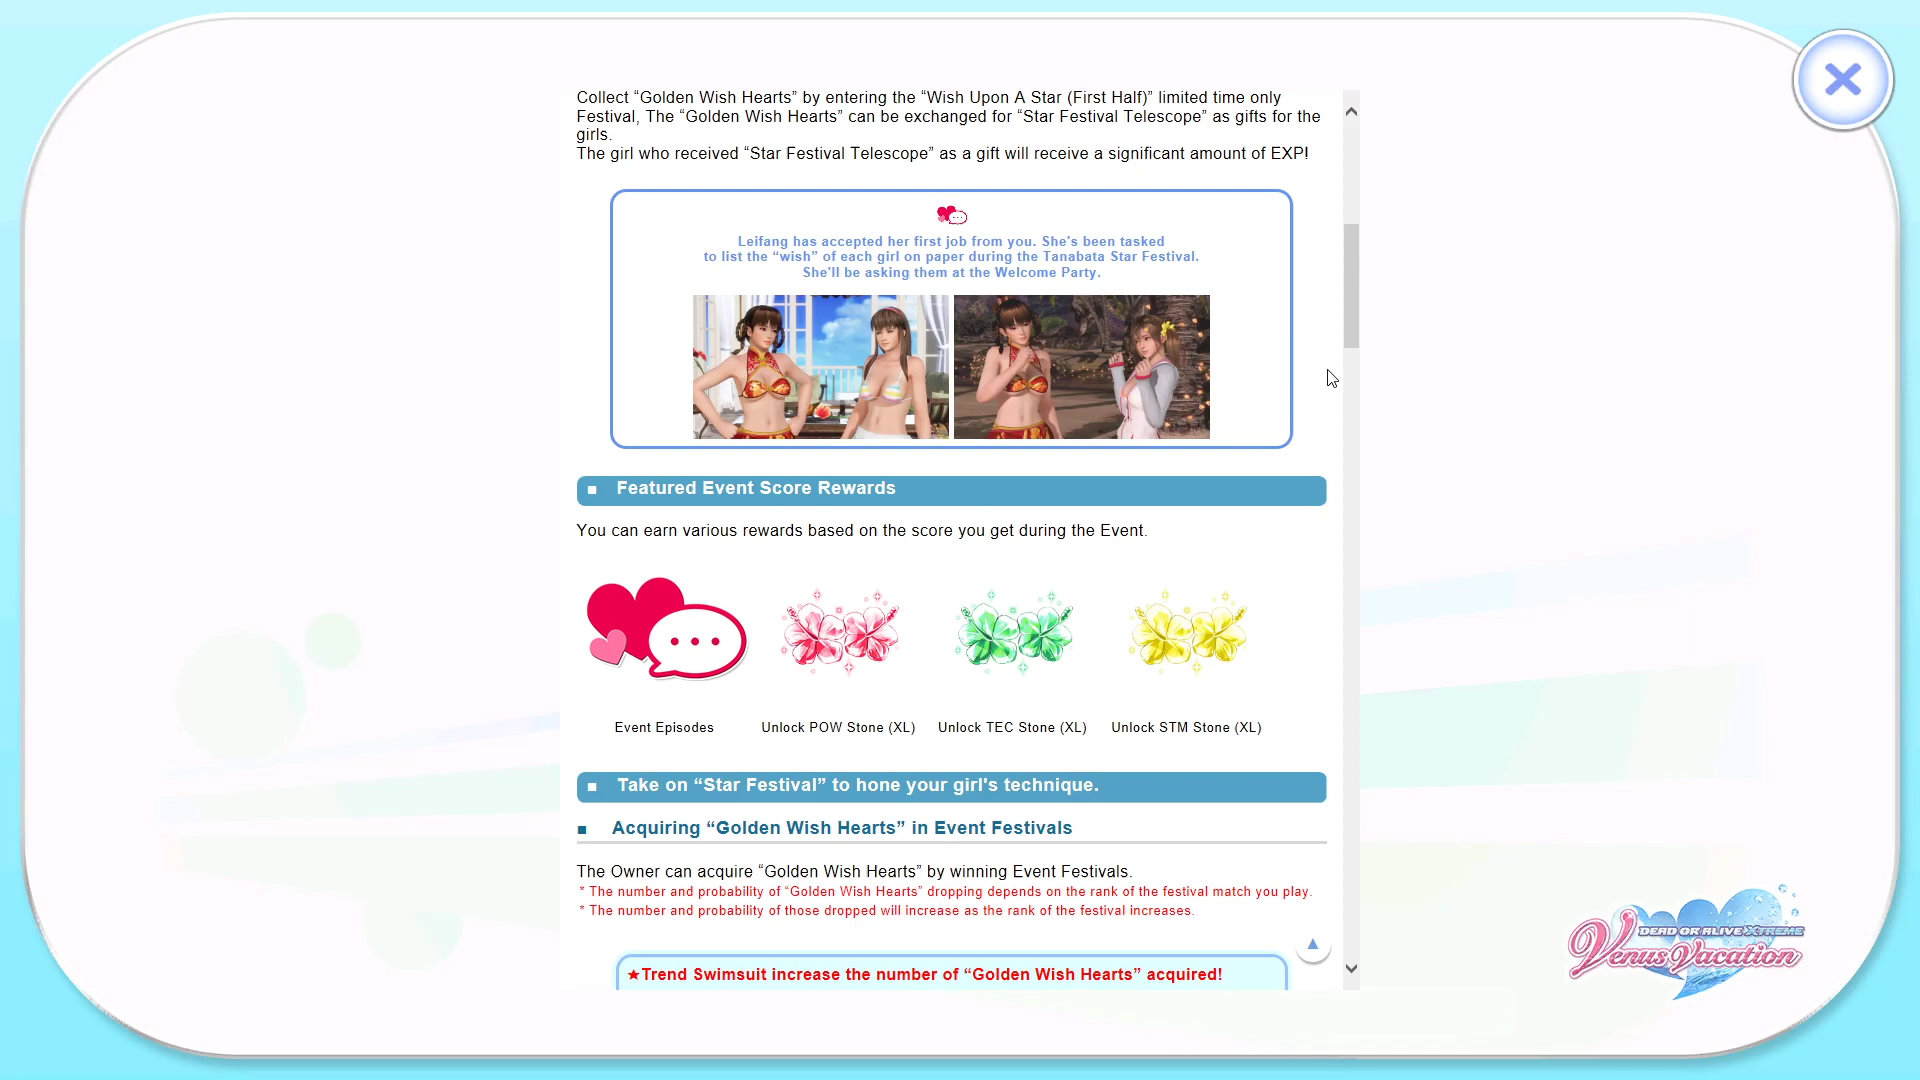 Collect “Golden Wish Hearts” by entering the “Wish Upon A Star (First Half)” limited time only
Festival, The “Golden Wish Hearts” can be exchanged for “Star Festival Telescope” as gifts for the
girls.
The girl who received “Star Festival Telescope” as a gift will receive a significant amount of EXP!
Leifang has accepted her first job from you. She's been tasked
to list the “wish” of each girl on paper during the Tanabata Star Festival.
She'll be asking them at the Welcome Party.
■ Featured Event Score Rewards
You can earn various rewards based on the score you get during the Event.
Event Episodes Unlock POW Stone (XL) Unlock TEC Stone (XL) Unlock STM Stone (XL)
■ Take on “Star Festival” to hone your girl's technique.
■ Acquiring “Golden Wish Hearts” in Event Festivals
The Owner can acquire “Golden Wish Hearts” by winning Event Festivals.
* The number and probability of “Golden Wish Hearts” dropping depends on the rank of the festival match you play.
* The number and probability of those dropped will increase as the rank of the festival increases.
★Trend Swimsuit increase the number of “Golden Wish Hearts” acquired!
DEAD OR ALIVE XTREME
Venus Vacation